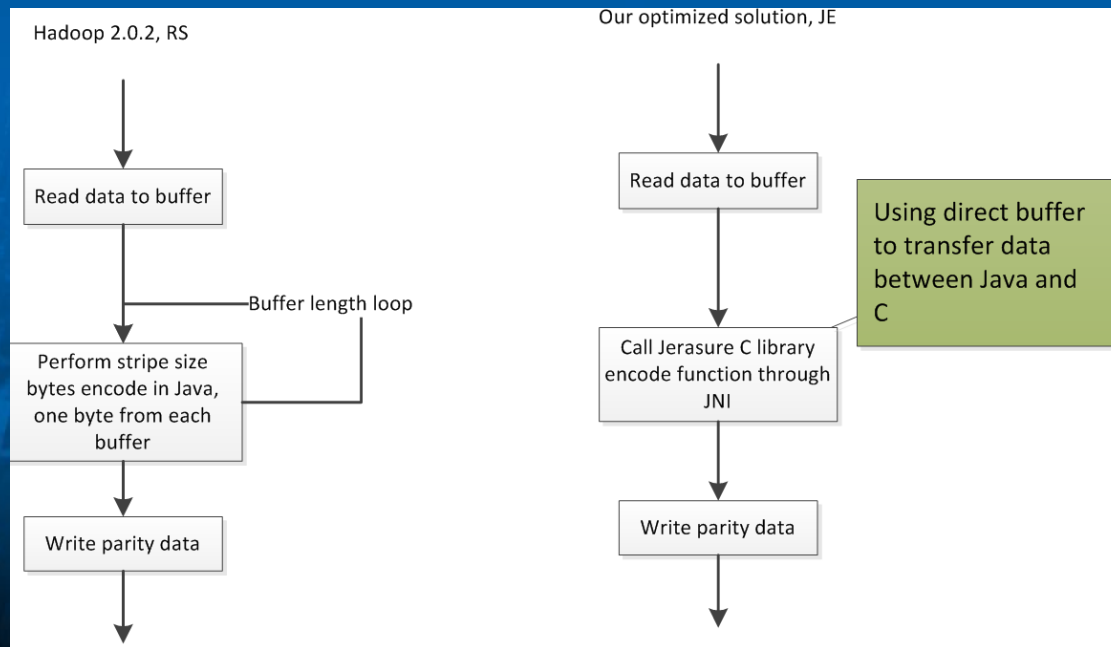 Hadoop 2.0.2, RS
Read data to buffer
Buffer length loop
Perform stripe size
bytes encode in Java,
one byte from each
buffer
Write parity data
Our optimized solution, JE
Read data to buffer
Using direct buffer
to transfer data
between Java and
C
Call Jerasure C library
encode function through
JNI
Write parity data